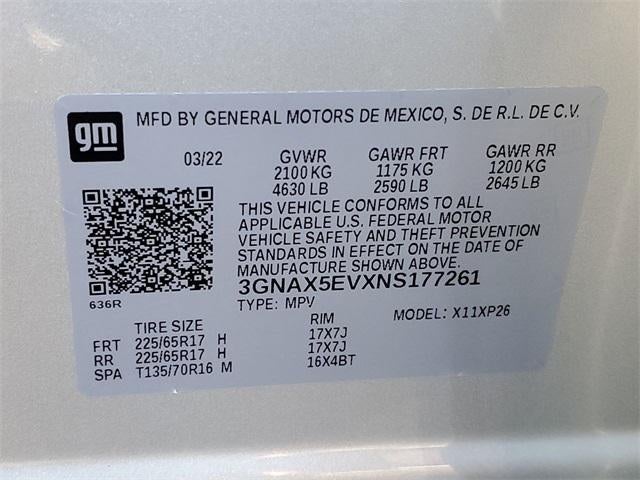 gm
MFD BY GENERAL MOTORS DE MEXICO, S. DE R.L. DE C.V.
03/22 GVWR GAWR FRT GAWR RR
2100 KG 1175 KG 1200 KG
4630 LB 2590 LB 2645 LB
THIS VEHICLE CONFORMS TO ALL
APPLICABLE U.S. FEDERAL MOTOR
VEHICLE SAFETY AND THEFT PREVENTION
STANDARDS IN EFFECT ON THE DATE OF
MANUFACTURE SHOWN ABOVE.
3GNAX5EVXNS177261
636R
TYPE: MPV MODEL: X11XP26
TIRE SIZE RIM
FRT 225/65R17 H 17X7J
RR 225/65R17 H 17X7J
SPA T135/70R16 M 16X4BT